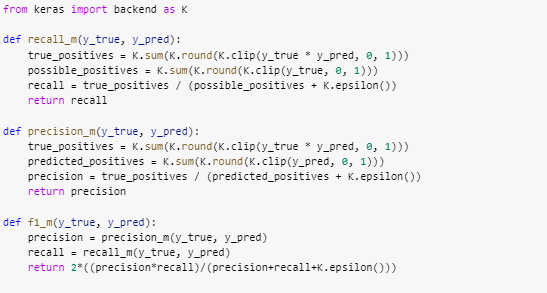 from keras import backend as K
def recall_m(y_true, y_pred):
    true_positives = K.sum(K.round(K.clip(y_true * y_pred, 0, 1)))
    possible_positives = K.sum(K.round(K.clip(y_true, 0, 1)))
    recall = true_positives / (possible_positives + K.epsilon())
    return recall
def precision_m(y_true, y_pred):
    true_positives = K.sum(K.round(K.clip(y_true * y_pred, 0, 1)))
    predicted_positives = K.sum(K.round(K.clip(y_pred, 0, 1)))
    precision = true_positives / (predicted_positives + K.epsilon())
    return precision
def f1_m(y_true, y_pred):
    precision = precision_m(y_true, y_pred)
    recall = recall_m(y_true, y_pred)
    return 2*((precision*recall)/(precision+recall+K.epsilon()))